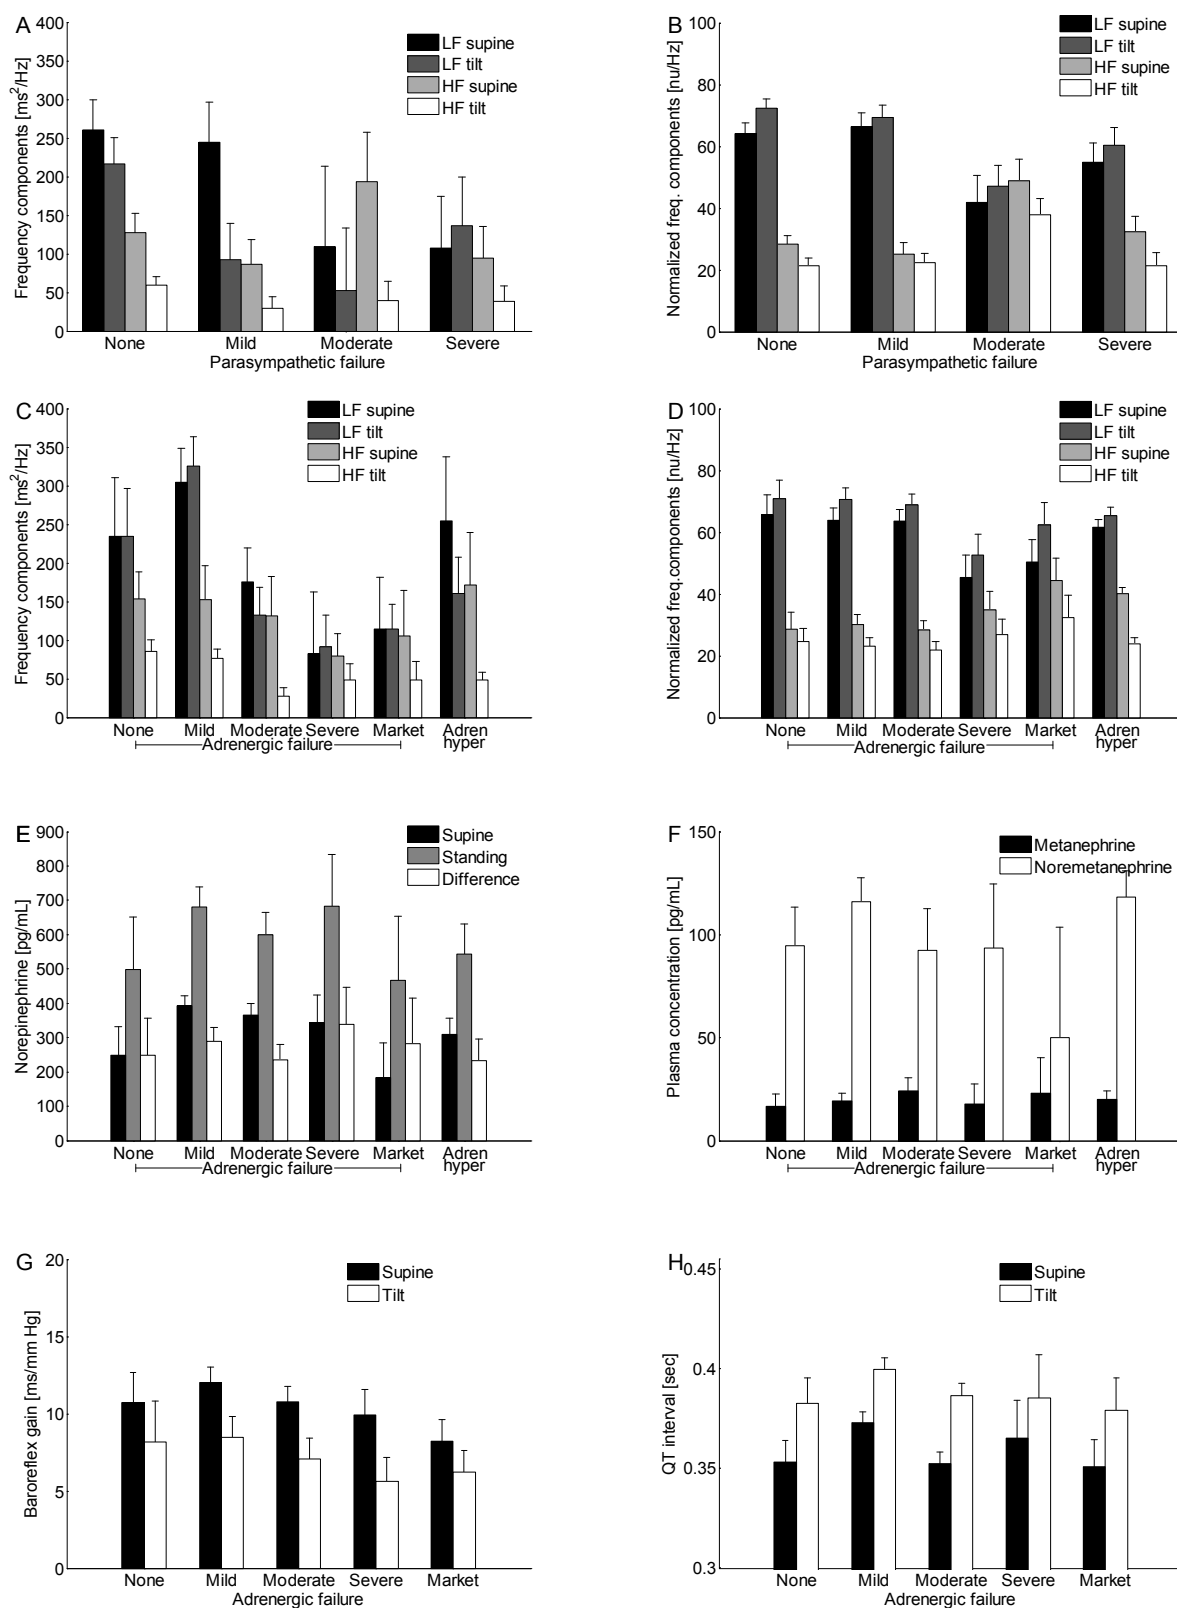 A
Frequency components [ms²/Hz]
400
350
300
250
200
150
100
50
0
LF supine
LF tilt
HF supine
HF tilt
None Mild Moderate Severe
Parasympathetic failure
B
Normalized freq. components [nu/Hz]
100
80
60
40
20
0
LF supine
LF tilt
HF supine
HF tilt
None Mild Moderate Severe
Parasympathetic failure
C
Frequency components [ms²/Hz]
400
350
300
250
200
150
100
50
0
LF supine
LF tilt
HF supine
HF tilt
None Mild Moderate Severe Market Adren
hyper
Adrenergic failure
D
Normalized freq.components [nu/Hz]
100
80
60
40
20
0
LF supine
LF tilt
HF supine
HF tilt
None Mild Moderate Severe Market Adren
hyper
Adrenergic failure
E
Norepinephrine [pg/mL]
900
800
700
600
500
400
300
200
100
0
Supine
Standing
Difference
None Mild Moderate Severe Market Adren
hyper
Adrenergic failure
F
Plasma concentration [pg/mL]
150
100
50
0
Metanephrine
Noremetanephrine
None Mild Moderate Severe Market Adren
hyper
Adrenergic failure
G
Baroreflex gain [ms/mm Hg]
20
15
10
5
0
Supine
Tilt
None Mild Moderate Severe Market
Adrenergic failure
H
QT interval [sec]
0.45
0.4
0.35
0.3
Supine
Tilt
None Mild Moderate Severe Market
Adrenergic failure